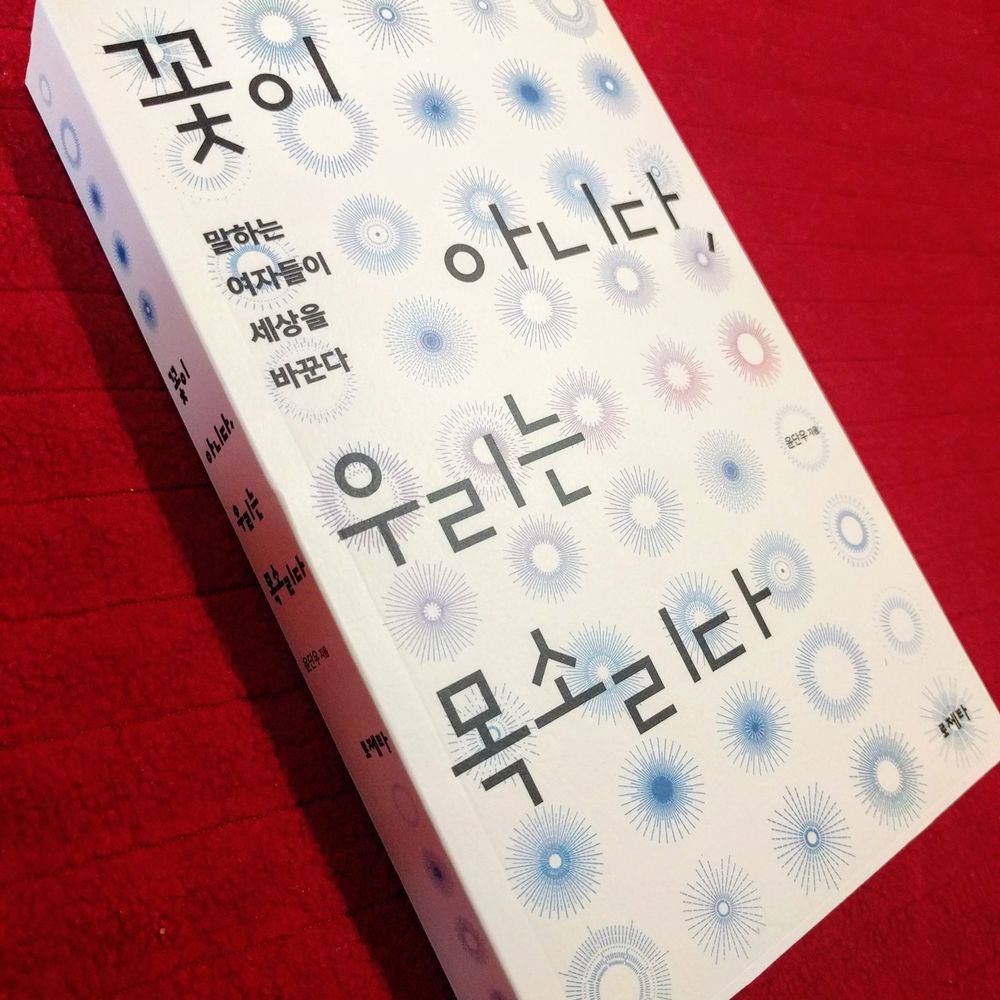 꽃이
아니다,
말하는
여자들이
세상을
바꾼다
우리는
목소리다
윤단우 지음
로제타
꽃이 아니다, 우리는 목소리다 윤단우 지음 로제타